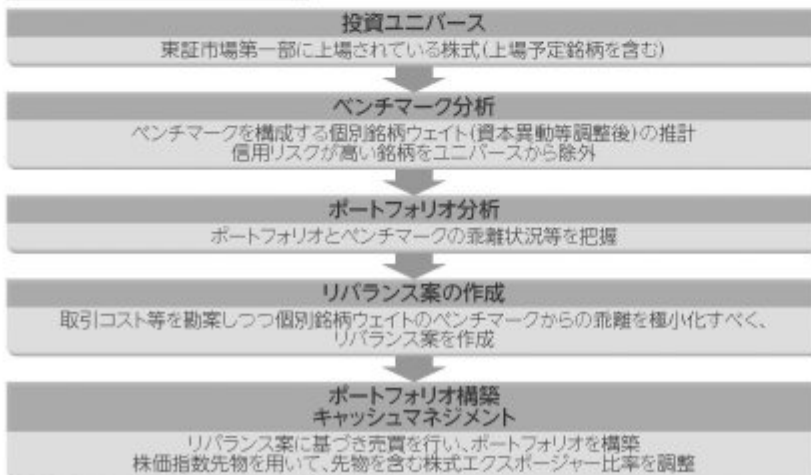 投資ユニバース
東証市場第一部に上場されている株式(上場予定銘柄を含む)
ベンチマーク分析
ベンチマークを構成する個別銘柄ウェイト(資本異動等調整後)の推計
信用リスクが高い銘柄をユニバースから除外
ポートフォリオ分析
ポートフォリオとベンチマークの乖離状況等を把握
リバランス案の作成
取引コスト等を勘案しつつ個別銘柄ウェイトのベンチマークからの乖離を極小化すべく、
リバランス案を作成
ポートフォリオ構築
キャッシュマネジメント
リバランス案に基づき売買を行い、ポートフォリオを構築
株価指数先物を用いて、先物を含む株式エクスポージャー比率を調整